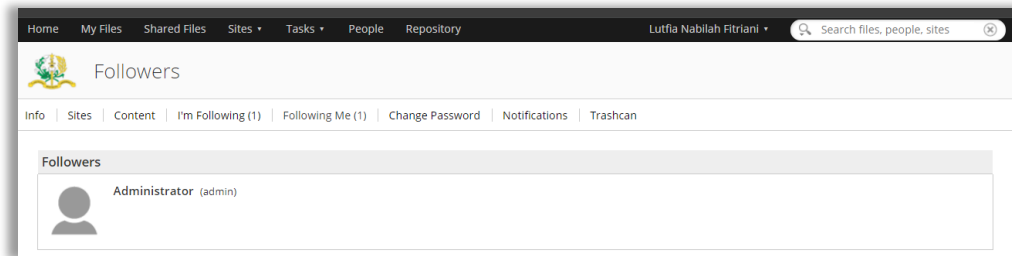 Home My Files Shared Files Sites Tasks People Repository Lutfia Nabilah Fitriani Search files, people, sites
Followers
Info Sites Content I'm Following (1) Following Me (1) Change Password Notifications Trashcan
Followers
Administrator (admin)